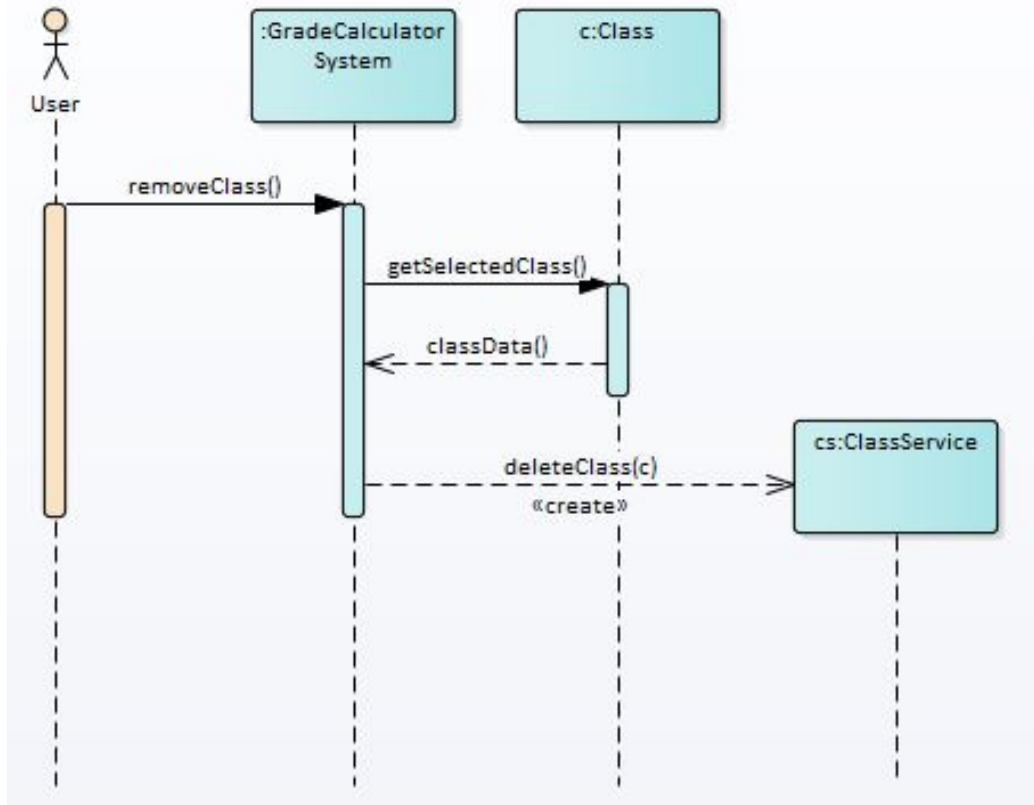 :GradeCalculator
System
c:Class
User
removeClass()
getSelectedClass()
classData()
cs:ClassService
deleteClass(c)
«create»